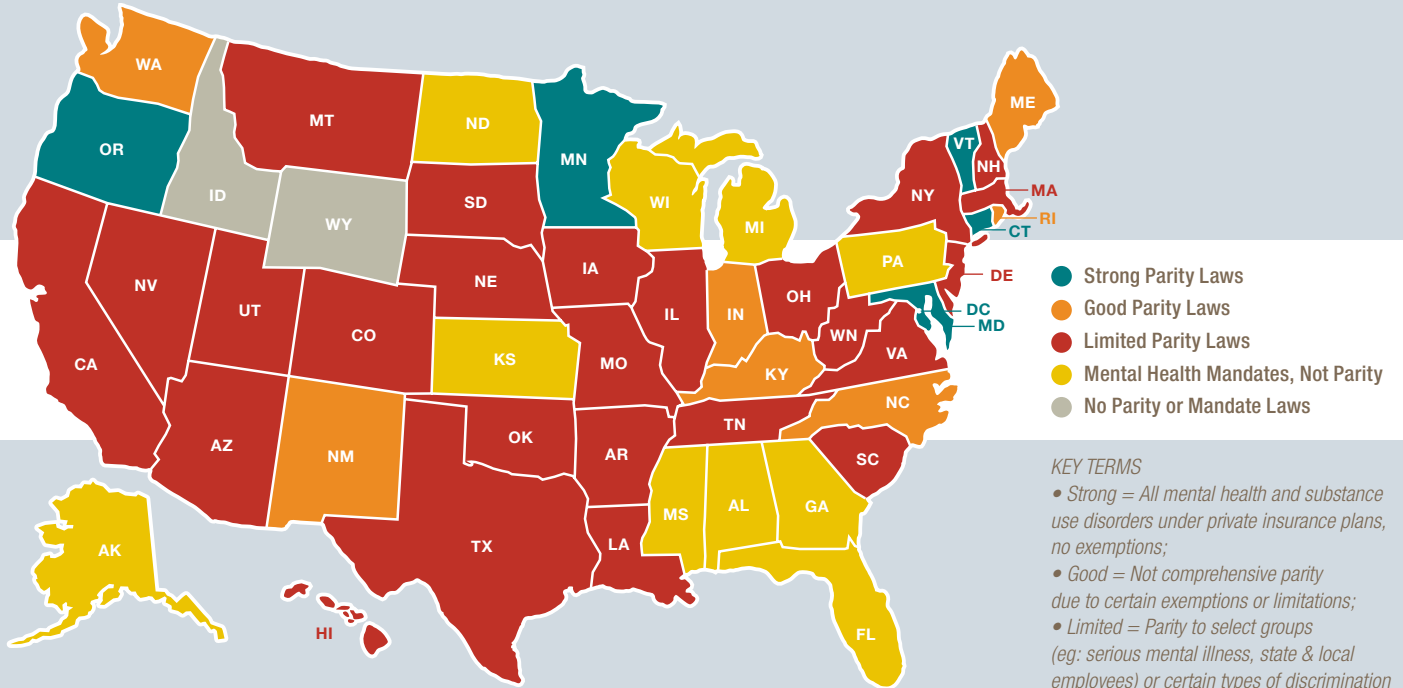 WA
ME
MT
ND
VT
OR
MN
NH
ID
SD
WI
NY
MA
WY
MI
RI
CT
PA
IA
NE
DE
NV
OH
UT
IL
IN
DC
CO
WN
MD
CA
KS
MO
VA
KY
NC
TN
AZ
OK
NM
AR
SC
MS
AL
GA
AK
TX
LA
HI
FL
Strong Parity Laws
Good Parity Laws
Limited Parity Laws
Mental Health Mandates, Not Parity
No Parity or Mandate Laws
KEY TERMS
• Strong = All mental health and substance
use disorders under private insurance plans,
no exemptions;
• Good = Not comprehensive parity
due to certain exemptions or limitations;
• Limited = Parity to select groups
(eg: serious mental illness, state & local
employees) or certain types of discrimination